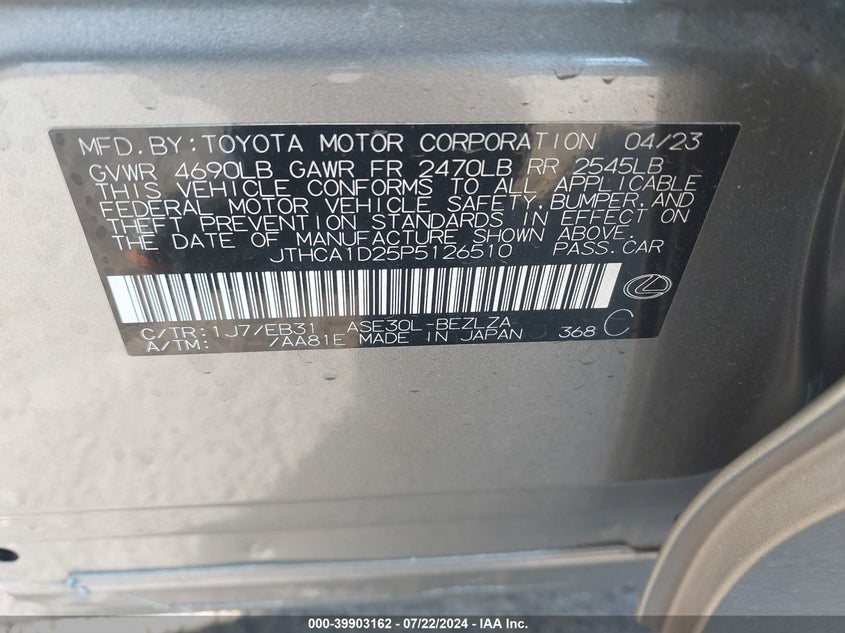 MFD.BY:TOYOTA MOTOR CORPORATION 04/23
GVWR 4690LB GAWR FR 2470LB RR 2545LB
THIS VEHICLE CONFORMS TO ALL APPLICABLE
FEDERAL MOTOR VEHICLE SAFETY,BUMPER,AND
THEFT PREVENTION STANDARDS IN EFFECT ON
THE DATE OF MANUFACTURE SHOWN ABOVE.
JTHCA1D25P5126510 PASS.CAR
C/TR:1J7/EB31 ASE30L-BEZLZA
A/TM: /AA81E MADE IN JAPAN 368 C
000-39903162 - 07/22/2024 - IAA Inc.